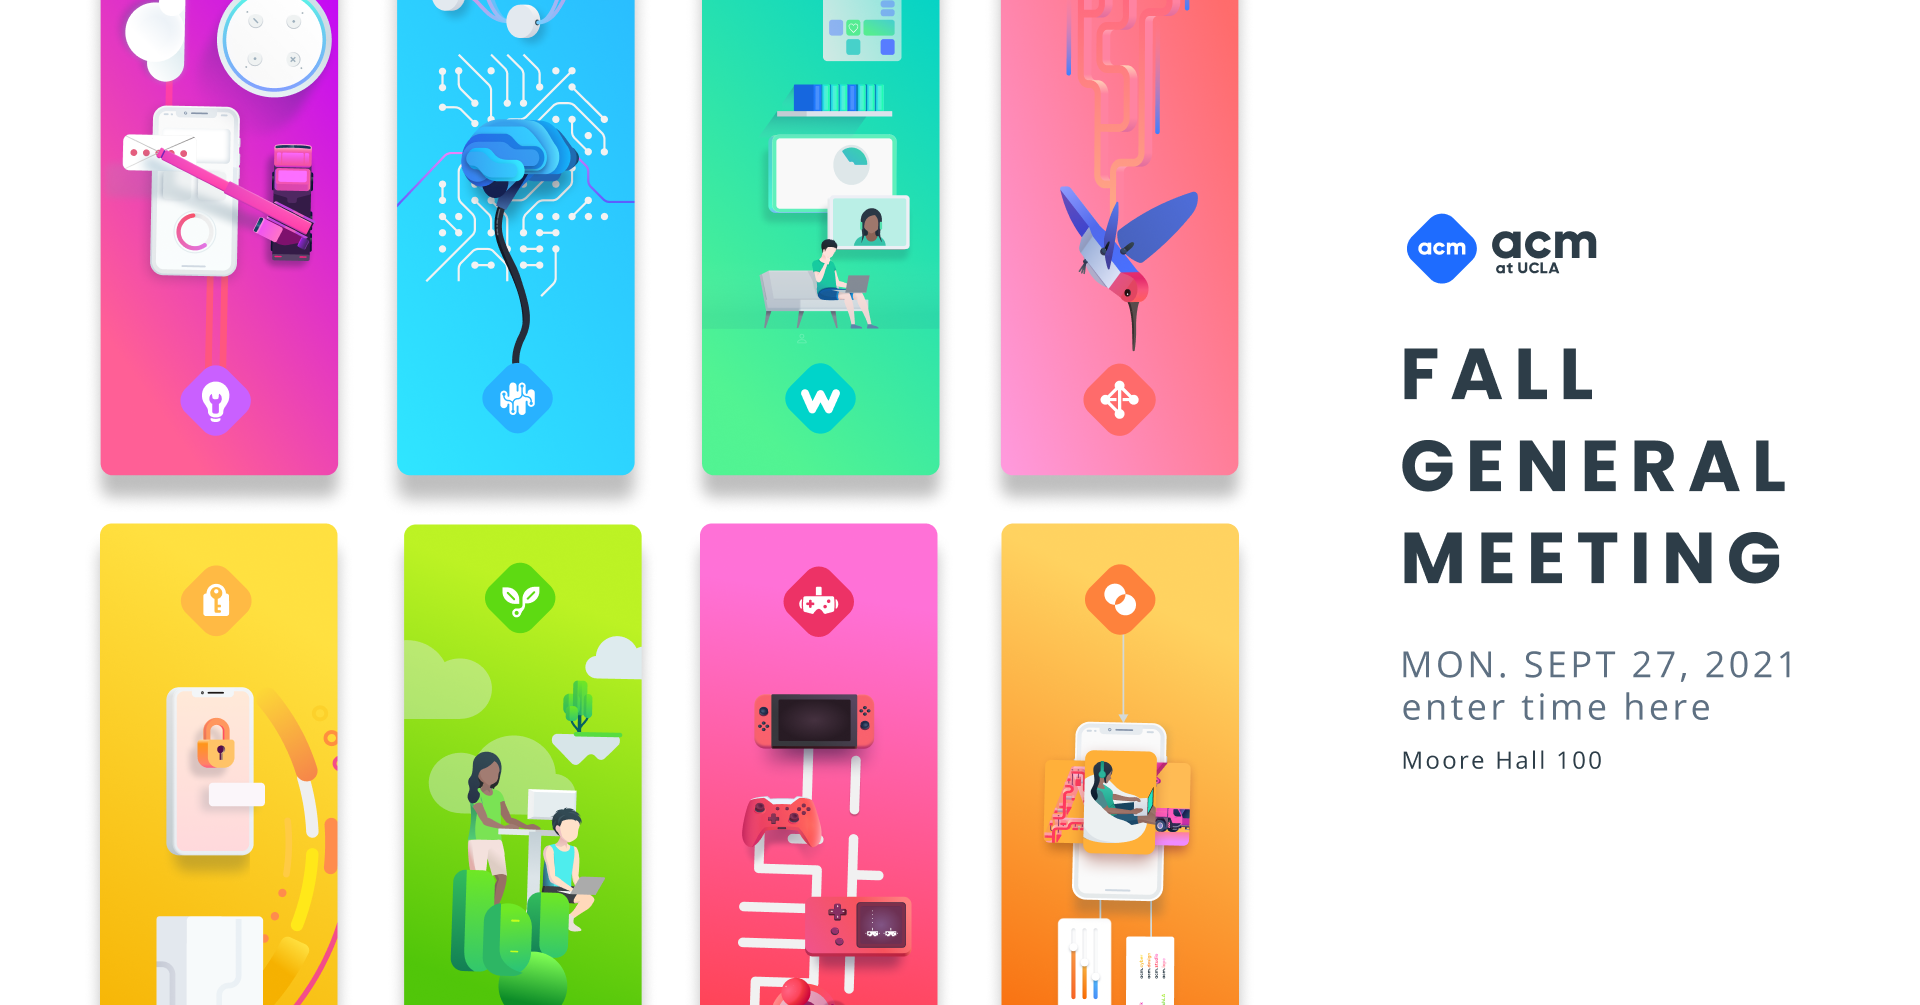 acm
acm
at UCLA
FALL
GENERAL
MEETING
MON. SEPT 27, 2021
enter time here
Moore Hall 100
W